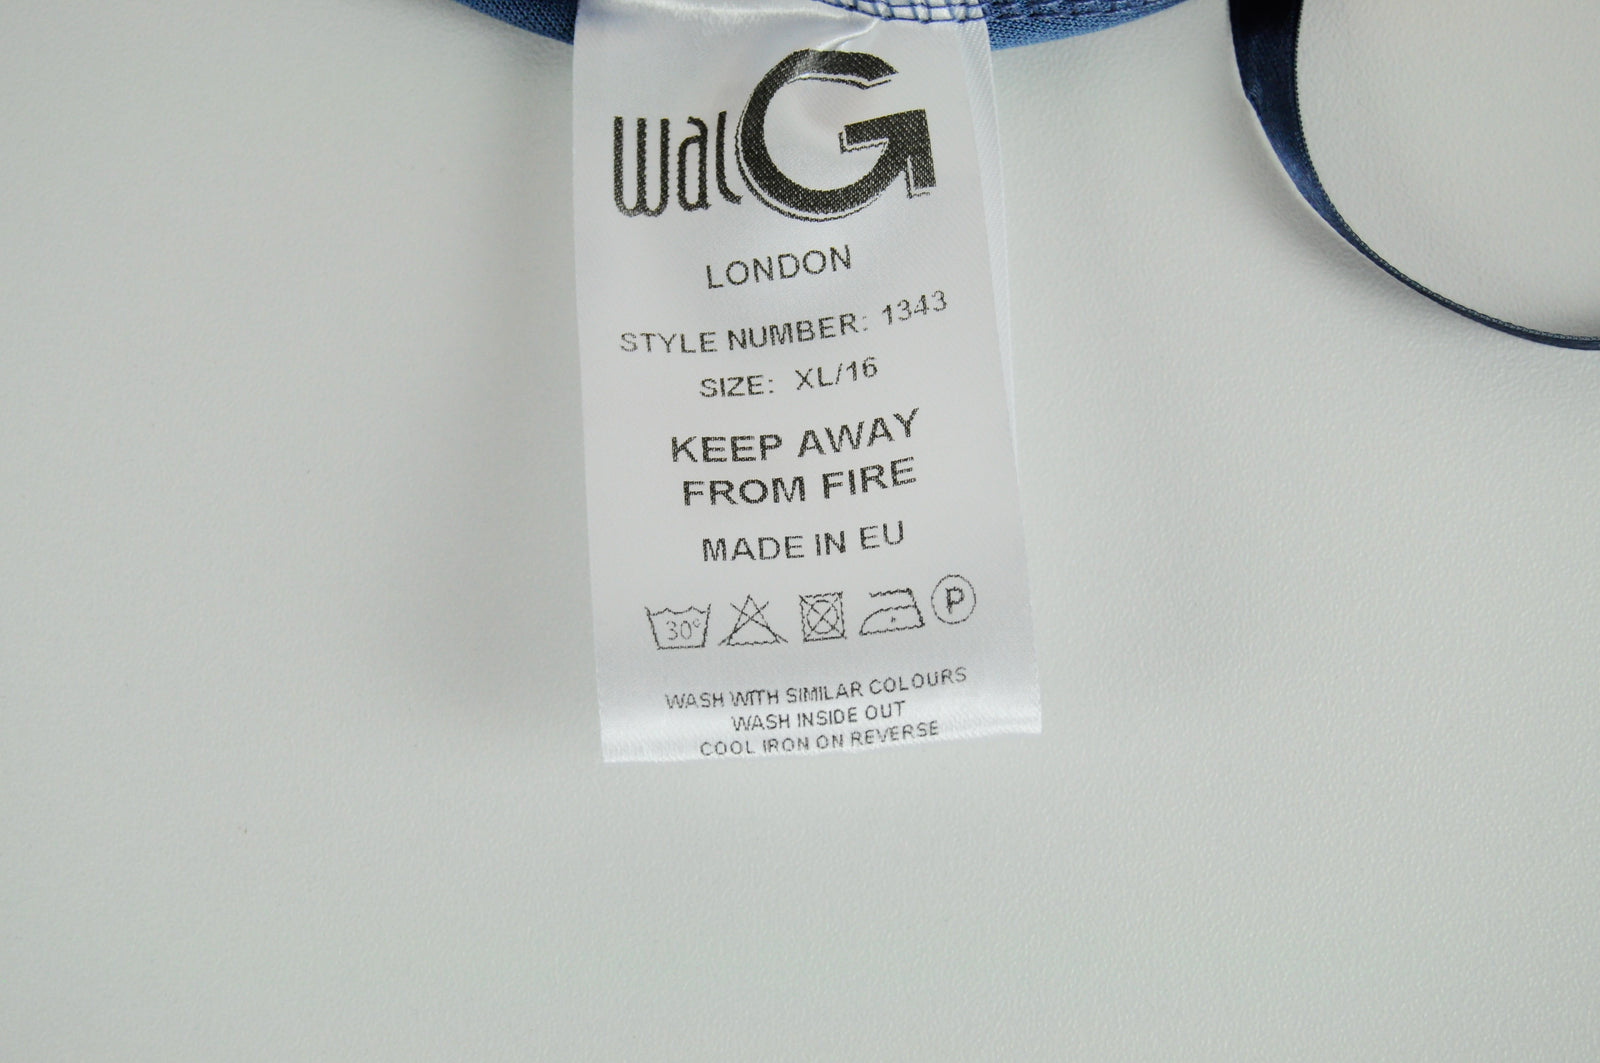 walG
LONDON
STYLE NUMBER: 1343
SIZE: XL/16
KEEP AWAY
FROM FIRE
MADE IN EU
30° P
WASH WITH SIMILAR COLOURS
WASH INSIDE OUT
COOL IRON ON REVERSE